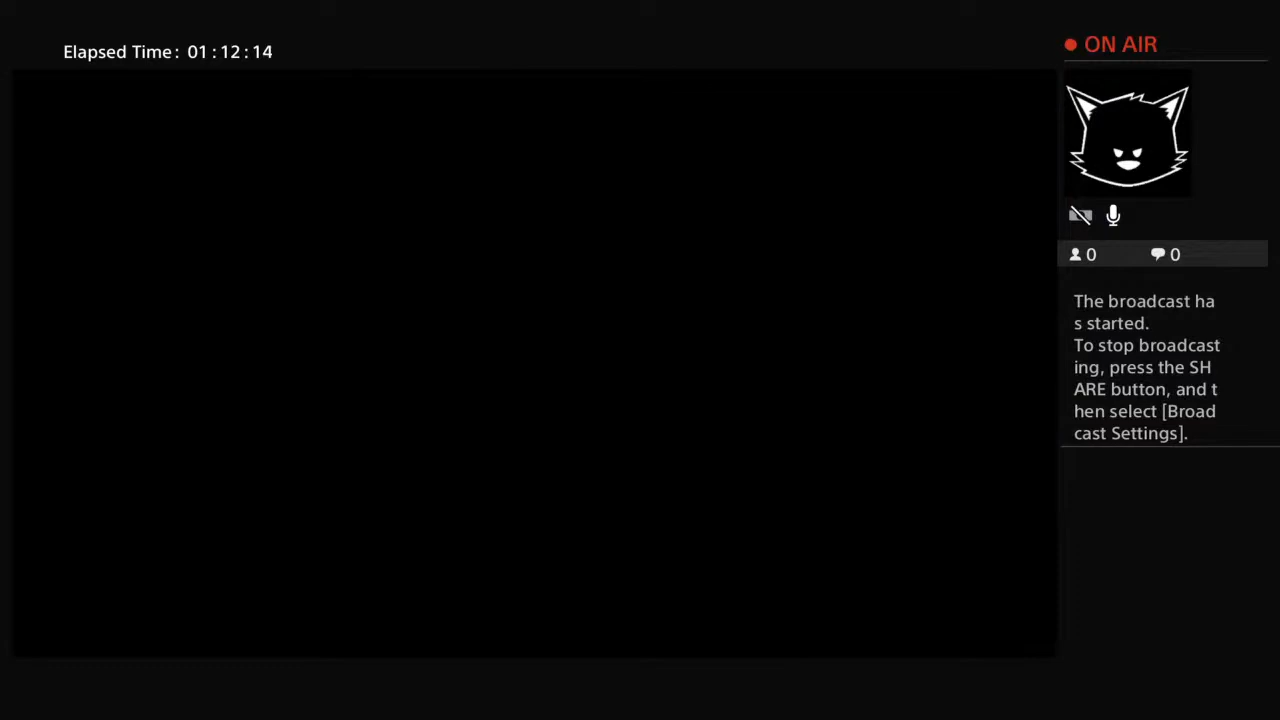 Elapsed Time: 01:12:14
ON AIR
0 0
The broadcast ha
s started.
To stop broadcast
ing, press the SH
ARE button, and t
hen select [Broad
cast Settings].